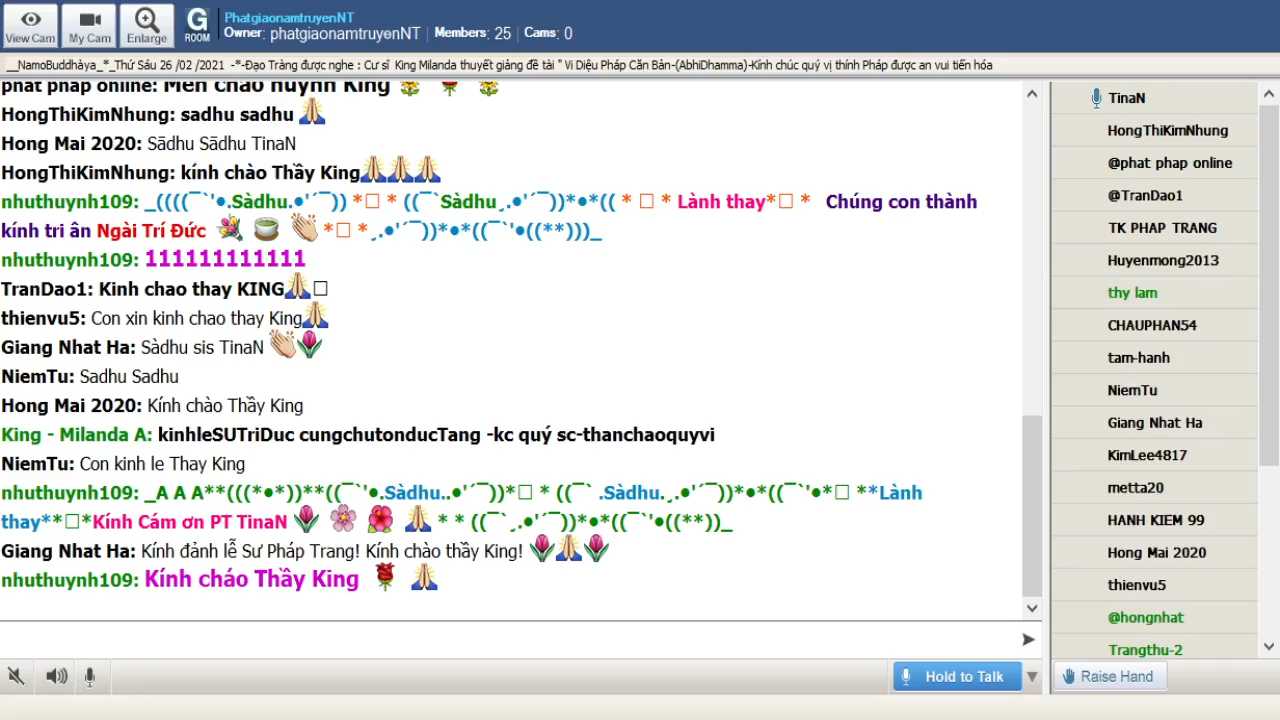 View Cam
My Cam
Enlarge
G
ROOM
PhatgiaonamtruyenNT
Owner: phatgiaonamtruyenNT | Members: 25 | Cams: 0
__NamoBuddhàya_*_Thứ Sáu 26 /02 /2021 -*-Đạo Tràng được nghe : Cư sĩ King Milanda thuyết giảng đề tài " Vi Diệu Pháp Căn Bản-(AbhiDhamma)-Kính chúc quý vị thính Pháp được an vui tiến hóa
phat phap online: Men chao huynh King 🌼 🌹 🌼
HongThiKimNhung: sadhu sadhu 🙏
Hong Mai 2020: Sādhu Sādhu TinaN
HongThiKimNhung: kính chào Thầy King🙏🙏🙏
nhuthuynh109: _((((¯`'•.Sàdhu.•'´¯)) *□ * ((¯`Sàdhu¸.•'´¯))*•*(( * □ * Lành thay*□ * Chúng con thành
kính tri ân Ngài Trí Đức 💐 🍵 👏 *□ *¸.•'´¯))*•*((¯`'•((**)))_
nhuthuynh109: 111111111111
TranDao1: Kinh chao thay KING🙏□
thienvu5: Con xin kinh chao thay King🙏
Giang Nhat Ha: Sàdhu sis TinaN 👏🌷
NiemTu: Sadhu Sadhu
Hong Mai 2020: Kính chào Thầy King
King - Milanda A: kinhleSUTriDuc cungchutonducTang -kc quý sc-thanchaoquyvi
NiemTu: Con kinh le Thay King
nhuthuynh109: _A A A**(((*•*))**((¯`'•.Sàdhu..•'´¯))*□ * ((¯` .Sàdhu.¸.•'´¯))*•*((¯`'•*□ **Lành
thay**□*Kính Cám ơn PT TinaN 🌷 🌸 🌺 🙏 * * ((¯`¸.•'´¯))*•*((¯`'•((**))_
Giang Nhat Ha: Kính đảnh lễ Sư Pháp Trang! Kính chào thầy King! 🌷🙏🌷
nhuthuynh109: Kính cháo Thầy King 🌹 🙏
Hold to Talk
TinaN
HongThiKimNhung
@phat phap online
@TranDao1
TK PHAP TRANG
Huyenmong2013
thy lam
CHAUPHAN54
tam-hanh
NiemTu
Giang Nhat Ha
KimLee4817
metta20
HANH KIEM 99
Hong Mai 2020
thienvu5
@hongnhat
Trangthu-2
Raise Hand